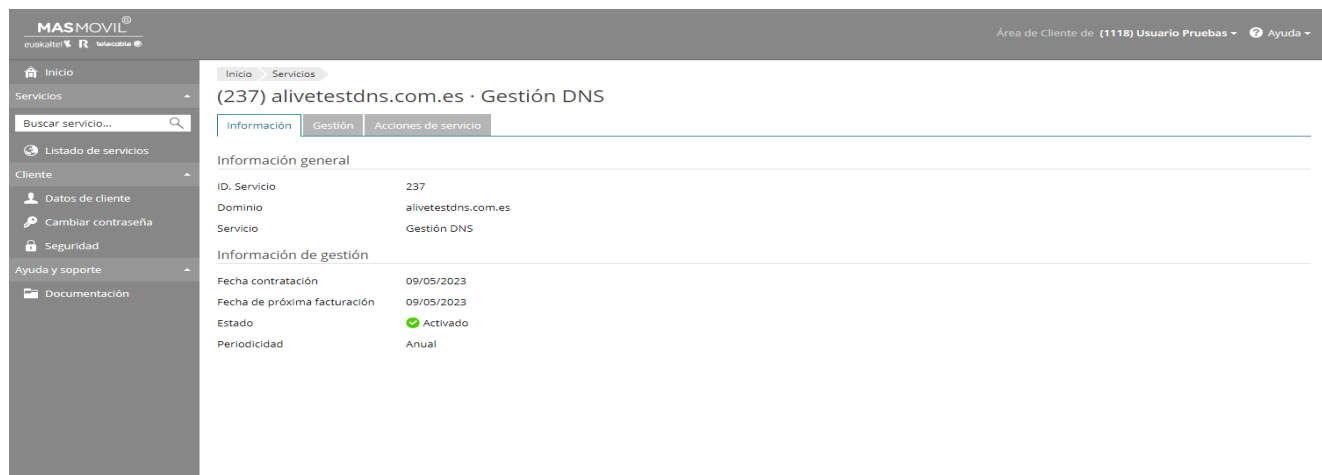 MASMOVIL
euskaltel R telecable
Área de Cliente de (1118) Usuario Pruebas
Ayuda
Inicio
Servicios
Buscar servicio...
Listado de servicios
Cliente
Datos de cliente
Cambiar contraseña
Seguridad
Ayuda y soporte
Documentación
Inicio Servicios
(237) alivetestdns.com.es · Gestión DNS
Información Gestión Acciones de servicio
Información general
ID. Servicio 237
Dominio alivetestdns.com.es
Servicio Gestión DNS
Información de gestión
Fecha contratación 09/05/2023
Fecha de próxima facturación 09/05/2023
Estado Activado
Periodicidad Anual